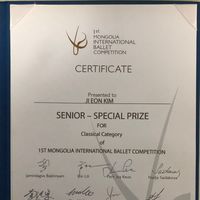 1ST
MONGOLIA
INTERNATIONAL
BALLET
COMPETITION
CERTIFICATE
Presented to
JI EON KIM
SENIOR – SPECIAL PRIZE
FOR
Classical Category
of
1ST MONGOLIA INTERNATIONAL BALLET COMPETITION